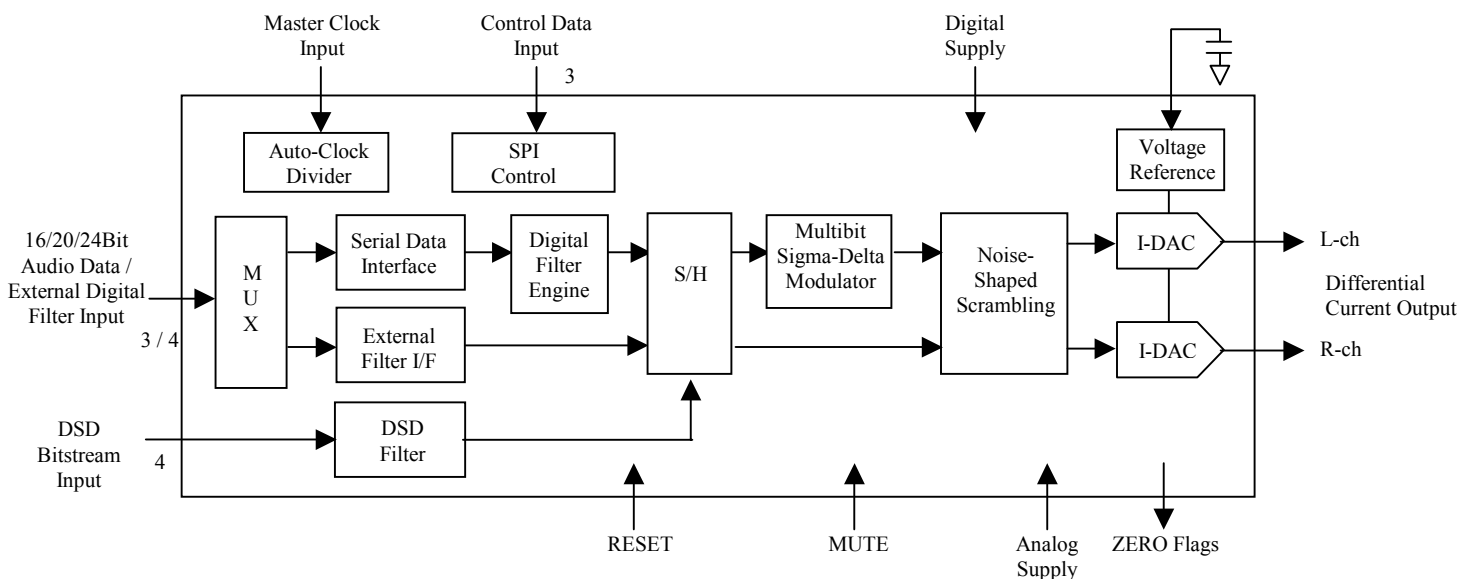 Master Clock
Input
Control Data
Input
3
Digital
Supply
Auto-Clock
Divider
SPI
Control
Voltage
Reference
16/20/24Bit
Audio Data /
External Digital
Filter Input
3 / 4
M
U
X
Serial Data
Interface
Digital
Filter
Engine
S/H
Multibit
Sigma-Delta
Modulator
Noise-
Shaped
Scrambling
I-DAC
L-ch
Differential
Current Output
External
Filter I/F
I-DAC
R-ch
DSD
Bitstream
Input
4
DSD
Filter
RESET
MUTE
Analog
Supply
ZERO Flags